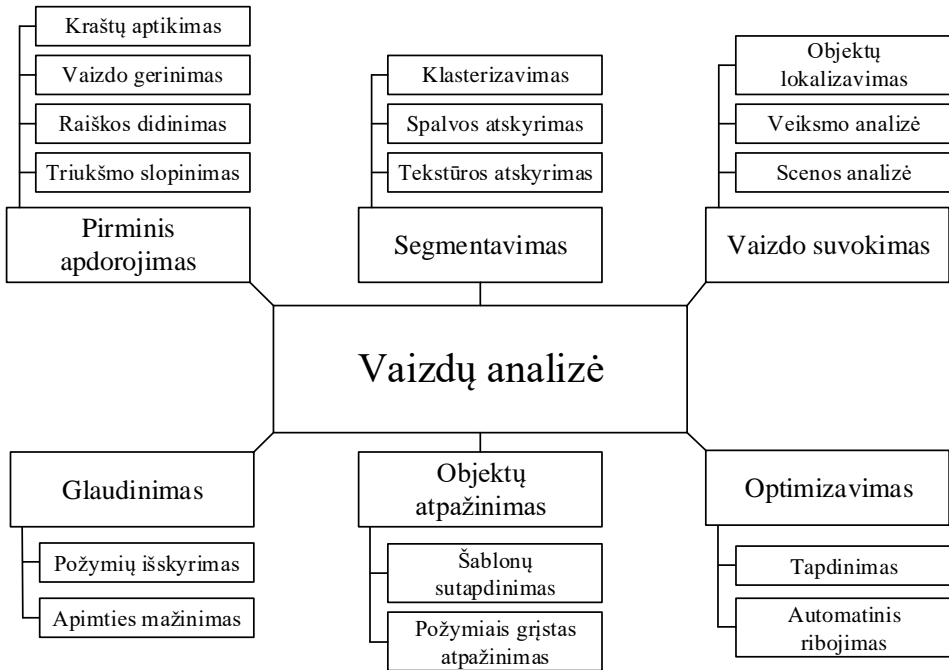 Kraštų aptikimas
Vaizdo gerinimas
Raiškos didinimas
Triukšmo slopinimas
Pirminis
apdorojimas
Klasterizavimas
Spalvos atskyrimas
Tekstūros atskyrimas
Segmentavimas
Objektų
lokalizavimas
Veiksmo analizė
Scenos analizė
Vaizdo suvokimas
Vaizdų analizė
Glaudinimas
Požymių išskyrimas
Apimties mažinimas
Objektų
atpažinimas
Šablonų
sutapdinimas
Požymiais grįstas
atpažinimas
Optimizavimas
Tapdinimas
Automatinis
ribojimas